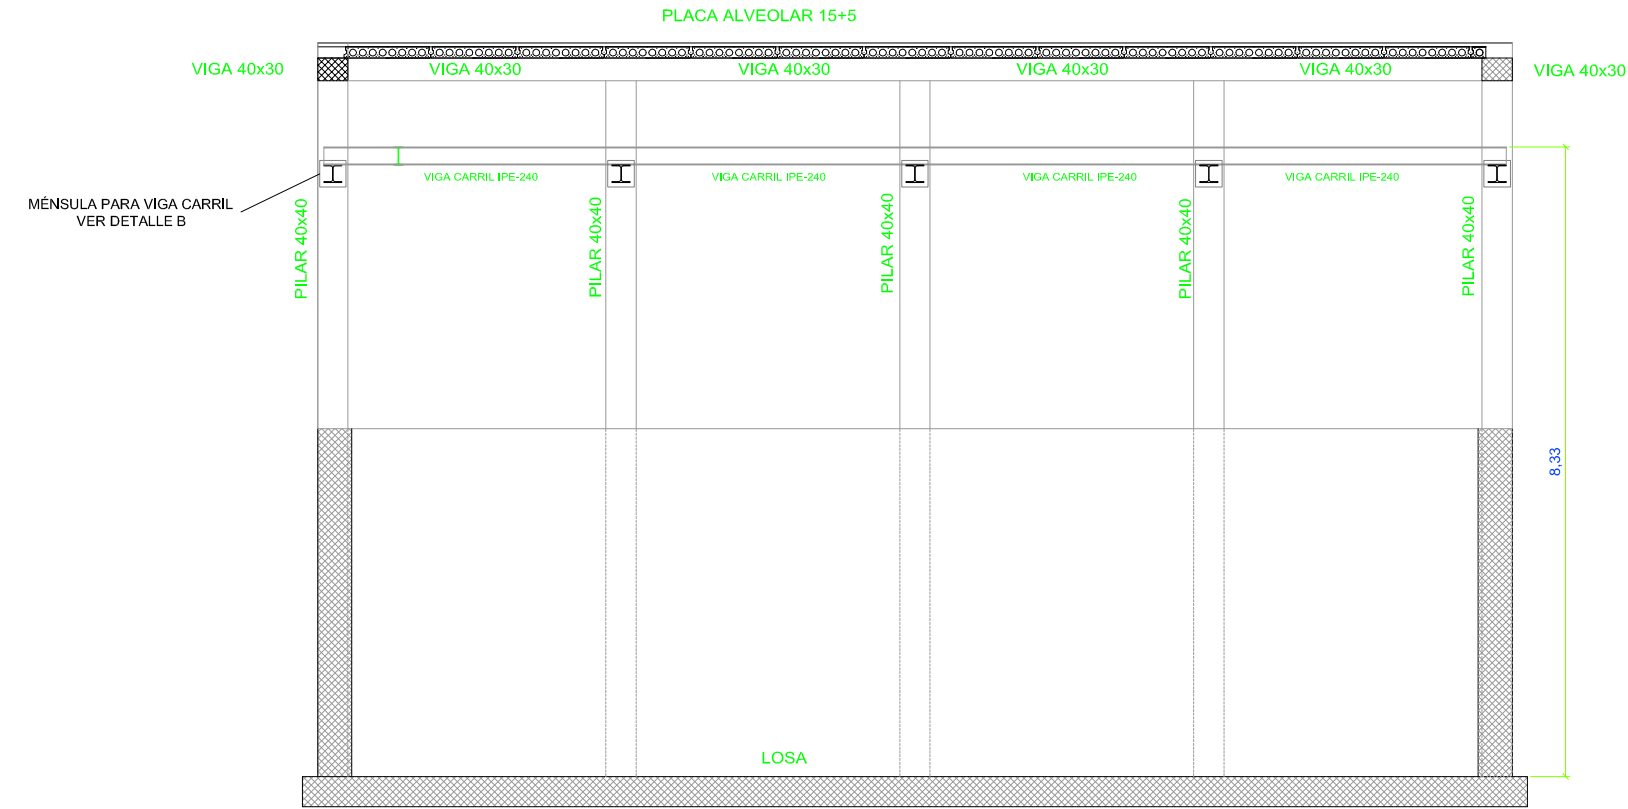 PLACA ALVEOLAR 15+5
VIGA 40x30
VIGA 40x30
VIGA 40x30
VIGA 40x30
VIGA 40x30
VIGA 40x30
VIGA CARRIL IPE-240
VIGA CARRIL IPE-240
VIGA CARRIL IPE-240
VIGA CARRIL IPE-240
MÉNSULA PARA VIGA CARRIL
VER DETALLE B
PILAR 40x40
PILAR 40x40
PILAR 40x40
PILAR 40x40
PILAR 40x40
8,33
LOSA